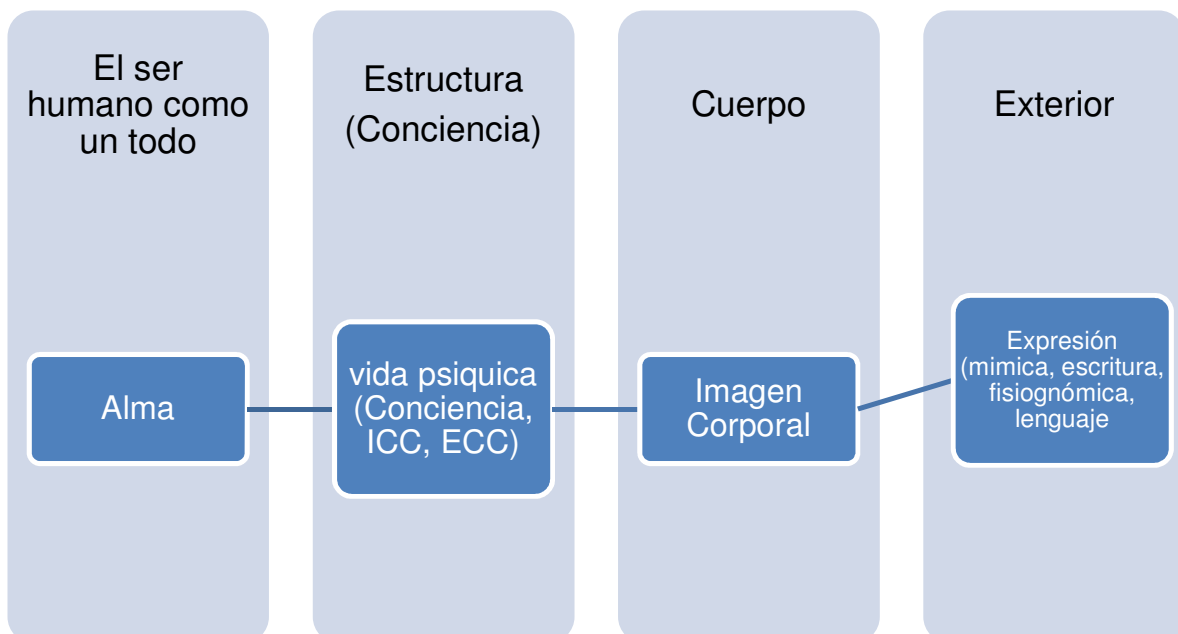 El ser
humano como
un todo
Alma
Estructura
(Conciencia)
vida psiquica
(Conciencia,
ICC, ECC)
Cuerpo
Imagen
Corporal
Exterior
Expresión
(mimica, escritura,
fisiognómica,
lenguaje